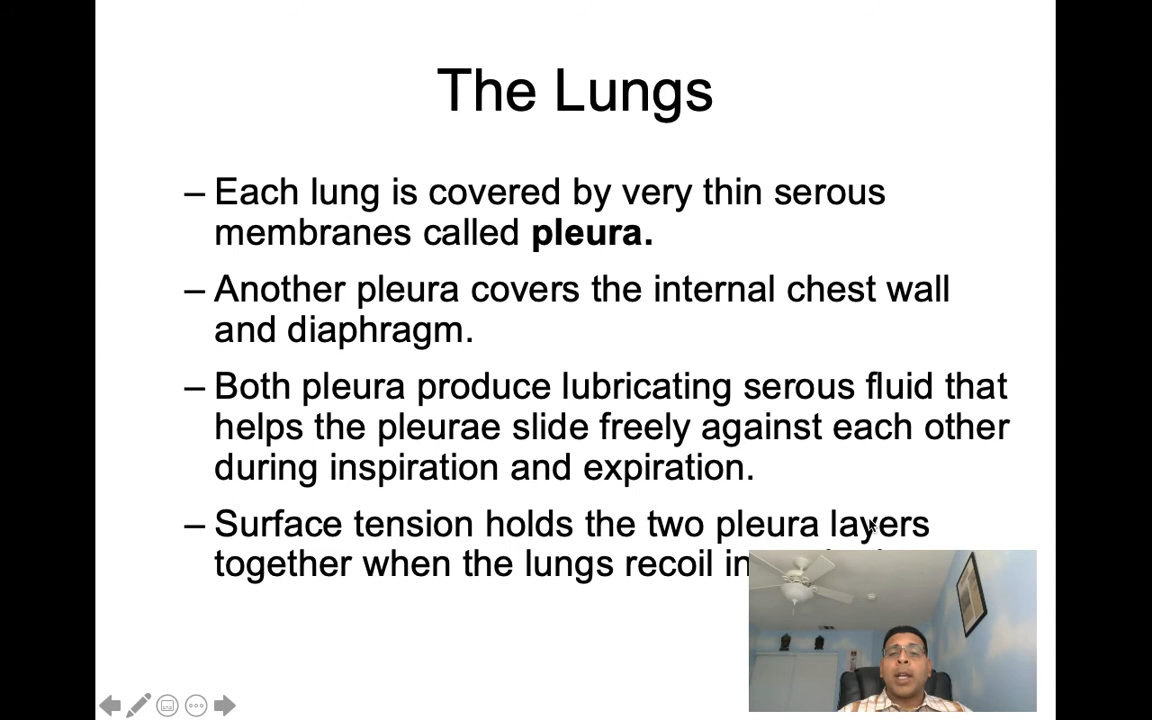 The Lungs
– Each lung is covered by very thin serous
membranes called pleura.
– Another pleura covers the internal chest wall
and diaphragm.
– Both pleura produce lubricating serous fluid that
helps the pleurae slide freely against each other
during inspiration and expiration.
– Surface tension holds the two pleura layers
together when the lungs recoil in